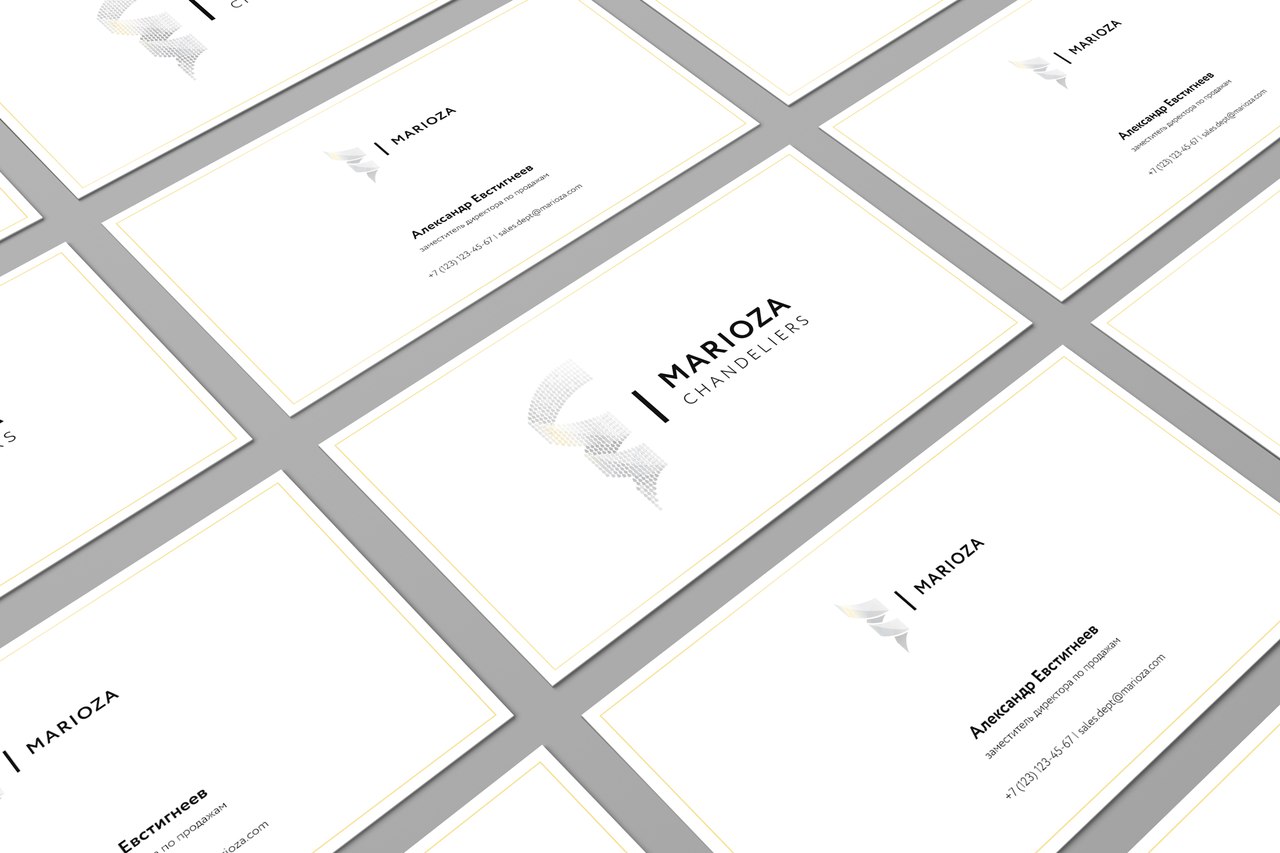 MARIOZA
Александр Евстигнеев
заместитель директора по продажам
+7 (123) 123-45-67 | sales.dept@marioza.com
MARIOZA
Александр Евстигнеев
заместитель директора по продажам
+7 (123) 123-45-67 | sales.dept@marioza.com
MARIOZA
CHANDELIERS
MARIOZA
Александр Евстигнеев
заместитель директора по продажам
+7 (123) 123-45-67 | sales.dept@marioza.com
MARIOZA
Евстигнеев
по продажам
ioza.com